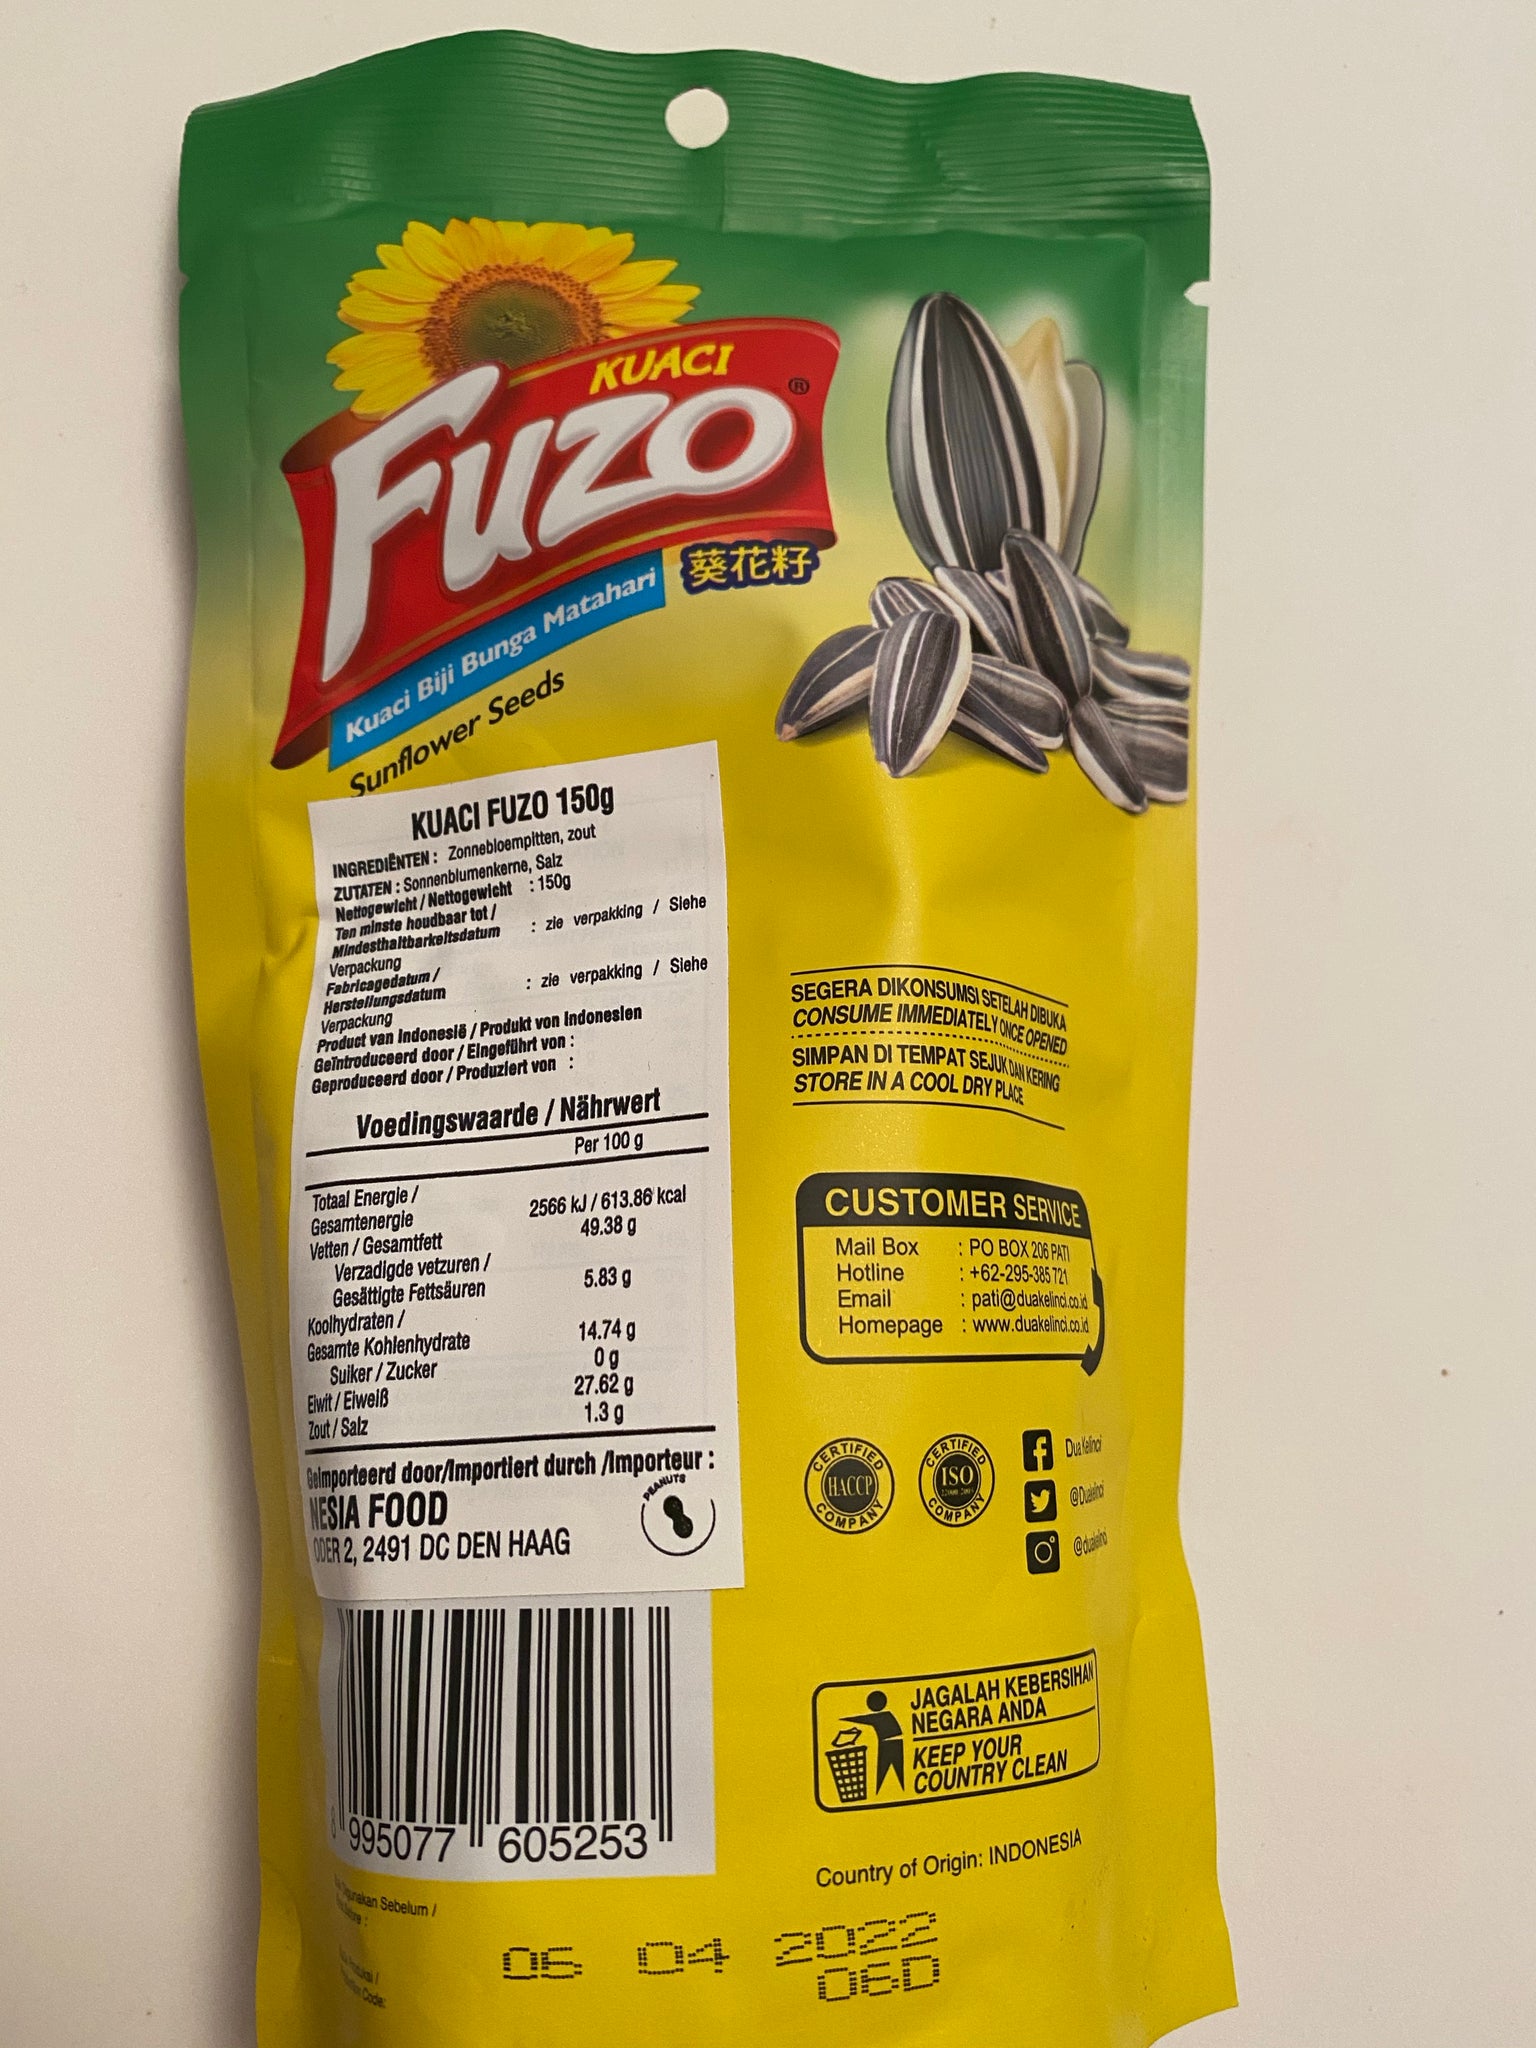 KUACI
Fuzo®
葵花籽
Kuaci Biji Bunga Matahari
Sunflower Seeds
KUACI FUZO 150g
INGREDIËNTEN : Zonnebloempitten, zout
ZUTATEN : Sonnenblumenkerne, Salz
Nettogewicht / Nettogewicht : 150g
Ten minste houdbaar tot /
Mindesthaltbarkeitsdatum : zie verpakking / Siehe
Verpackung
Fabricagedatum /
Herstellungsdatum : zie verpakking / Siehe
Verpackung
Product van Indonesië / Produkt von Indonesien
Geïntroduceerd door / Eingeführt von :
Geproduceerd door / Produziert von :
Voedingswaarde / Nährwert
Per 100 g
Totaal Energie /
Gesamtenergie 2566 kJ / 613.86 kcal
Vetten / Gesamtfett 49.38 g
Verzadigde vetzuren /
Gesättigte Fettsäuren 5.83 g
Koolhydraten /
Gesamte Kohlenhydrate 14.74 g
Suiker / Zucker 0 g
Eiwit / Eiweiß 27.62 g
Zout / Salz 1.3 g
Geïmporteerd door/Importiert durch /Importeur :
NESIA FOOD
ODER 2, 2491 DC DEN HAAG
PEANUTS
8 995077 605253
Digunakan Sebelum /
Code:
05 04 2022
06D
SEGERA DIKONSUMSI SETELAH DIBUKA
CONSUME IMMEDIATELY ONCE OPENED
SIMPAN DI TEMPAT SEJUK DAN KERING
STORE IN A COOL DRY PLACE
CUSTOMER SERVICE
Mail Box : PO BOX 206 PATI
Hotline : +62-295-385 721
Email : pati@duakelinci.co.id
Homepage : www.duakelinci.co.id
CERTIFIED HACCP COMPANY
CERTIFIED ISO COMPANY
Dua Kelinci
@Duakelinci
@duakelinci
JAGALAH KEBERSIHAN
NEGARA ANDA
KEEP YOUR
COUNTRY CLEAN
Country of Origin: INDONESIA